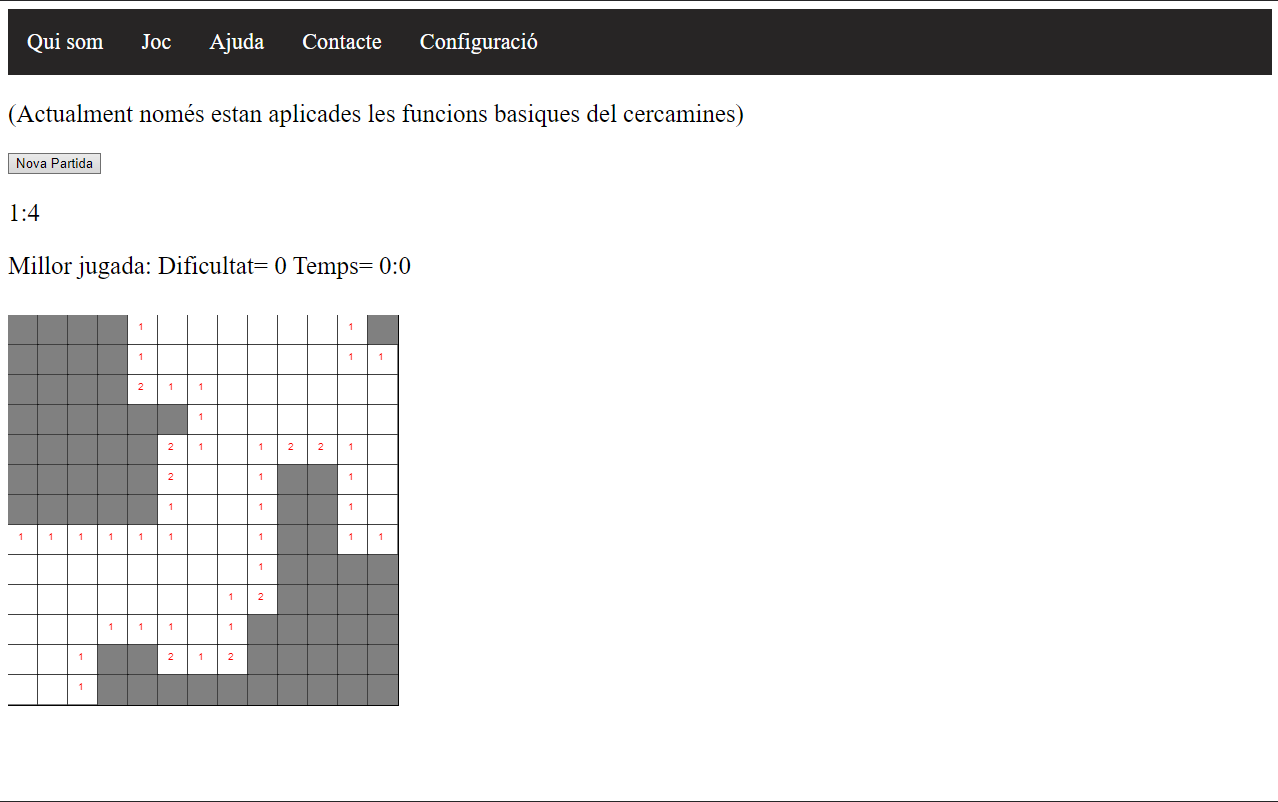 Qui som Joc Ajuda Contacte Configuració
(Actualment només estan aplicades les funcions basiques del cercamines)
Nova Partida
1:4
Millor jugada: Dificultat= 0 Temps= 0:0
1 1
1 1 1
2 1 1
1
2 1 1 2 2 1
2 1 1
1 1 1
1 1 1 1 1 1 1 1 1
1
1 2
1 1 1 1
1 2 1 2
1